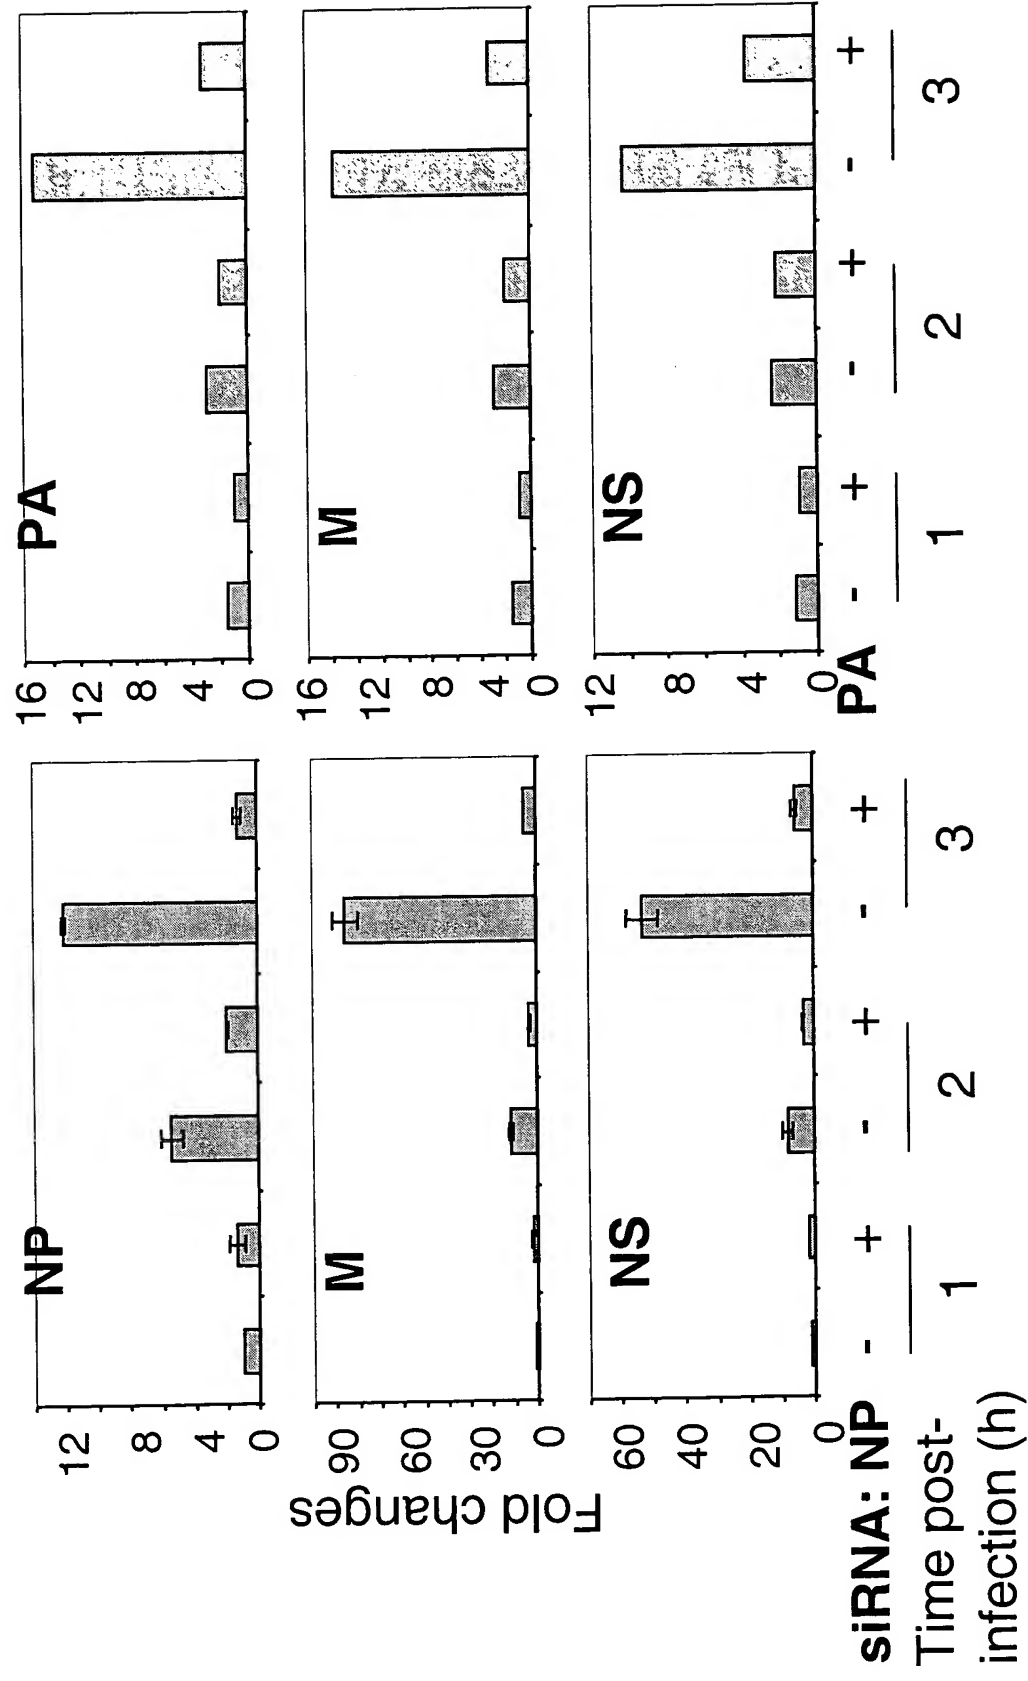 NP
12
8
4
0
PA
16
12
8
4
0
Fold changes
M
90
60
30
0
M
16
12
8
4
0
NS
60
40
20
0
NS
12
8
4
0
siRNA: NP - + - + - + PA - + - + - +
Time post-infection (h) 1 2 3 1 2 3